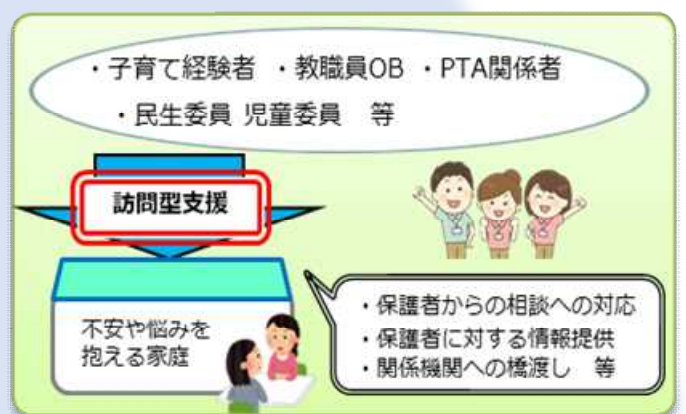 ・子育て経験者 ・教職員OB ・PTA関係者
・民生委員 児童委員 等
訪問型支援
不安や悩みを
抱える家庭
・保護者からの相談への対応
・保護者に対する情報提供
・関係機関への橋渡し 等